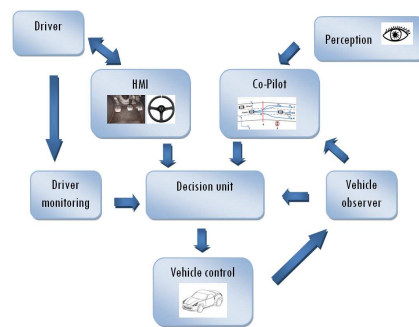 Driver
Perception
HMI
Co-Pilot
Driver
monitoring
Decision unit
Vehicle
observer
Vehicle control